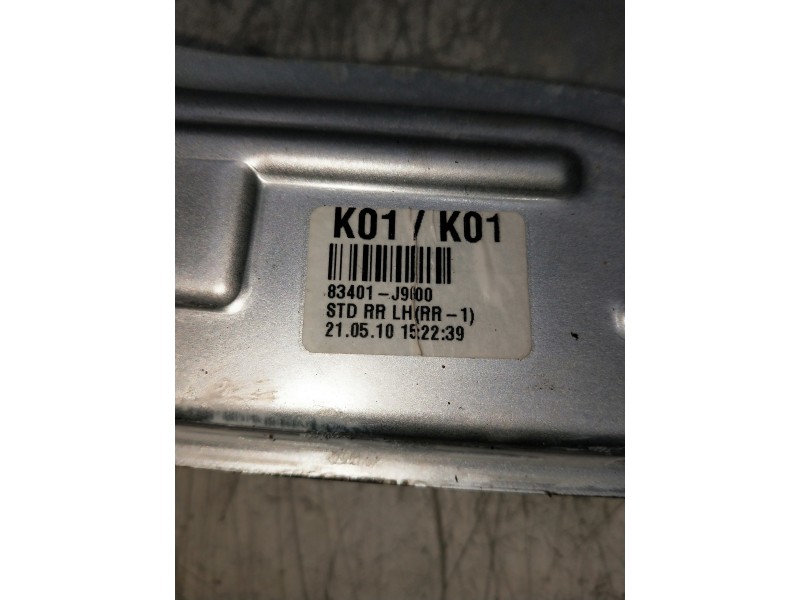 K01 / K01
83401-J9000
STD RR LH(RR-1)
21.05.10 15:22:39